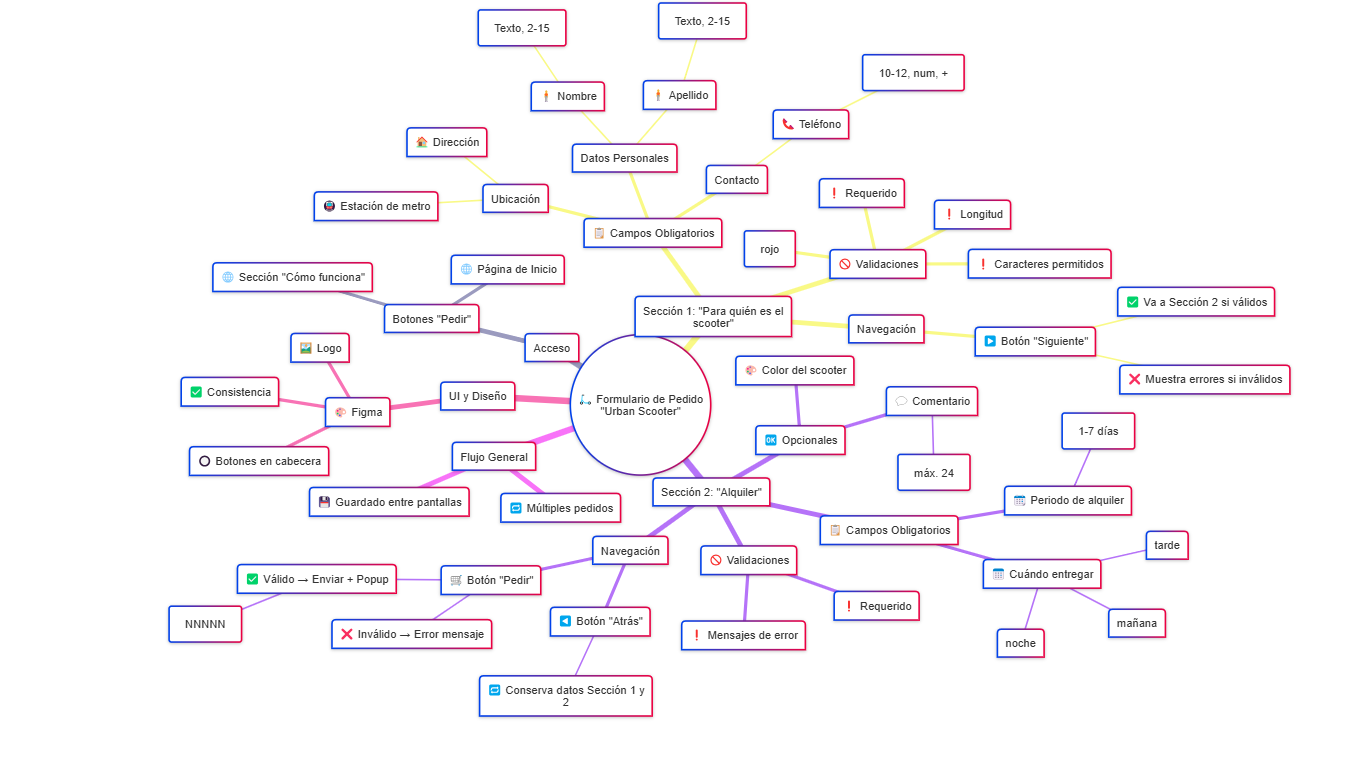 Texto, 2-15
Texto, 2-15
Nombre
Apellido
10-12, num, +
Teléfono
Dirección
Datos Personales
Contacto
Estación de metro
Ubicación
Requerido
Longitud
Campos Obligatorios
rojo
Validaciones
Caracteres permitidos
Sección "Cómo funciona"
Página de Inicio
Botones "Pedir"
Sección 1: "Para quién es el
scooter"
Navegación
Va a Sección 2 si válidos
Botón "Siguiente"
Muestra errores si inválidos
Acceso
Logo
Consistencia
UI y Diseño
Figma
Botones en cabecera
Formulario de Pedido
"Urban Scooter"
Color del scooter
Comentario
Opcionales
máx. 24
1-7 días
Flujo General
Guardado entre pantallas
Múltiples pedidos
Sección 2: "Alquiler"
Periodo de alquiler
Campos Obligatorios
tarde
Cuándo entregar
mañana
noche
Navegación
Validaciones
Requerido
Mensajes de error
Válido → Enviar + Popup
Botón "Pedir"
NNNNN
Inválido → Error mensaje
Botón "Atrás"
Conserva datos Sección 1 y
2